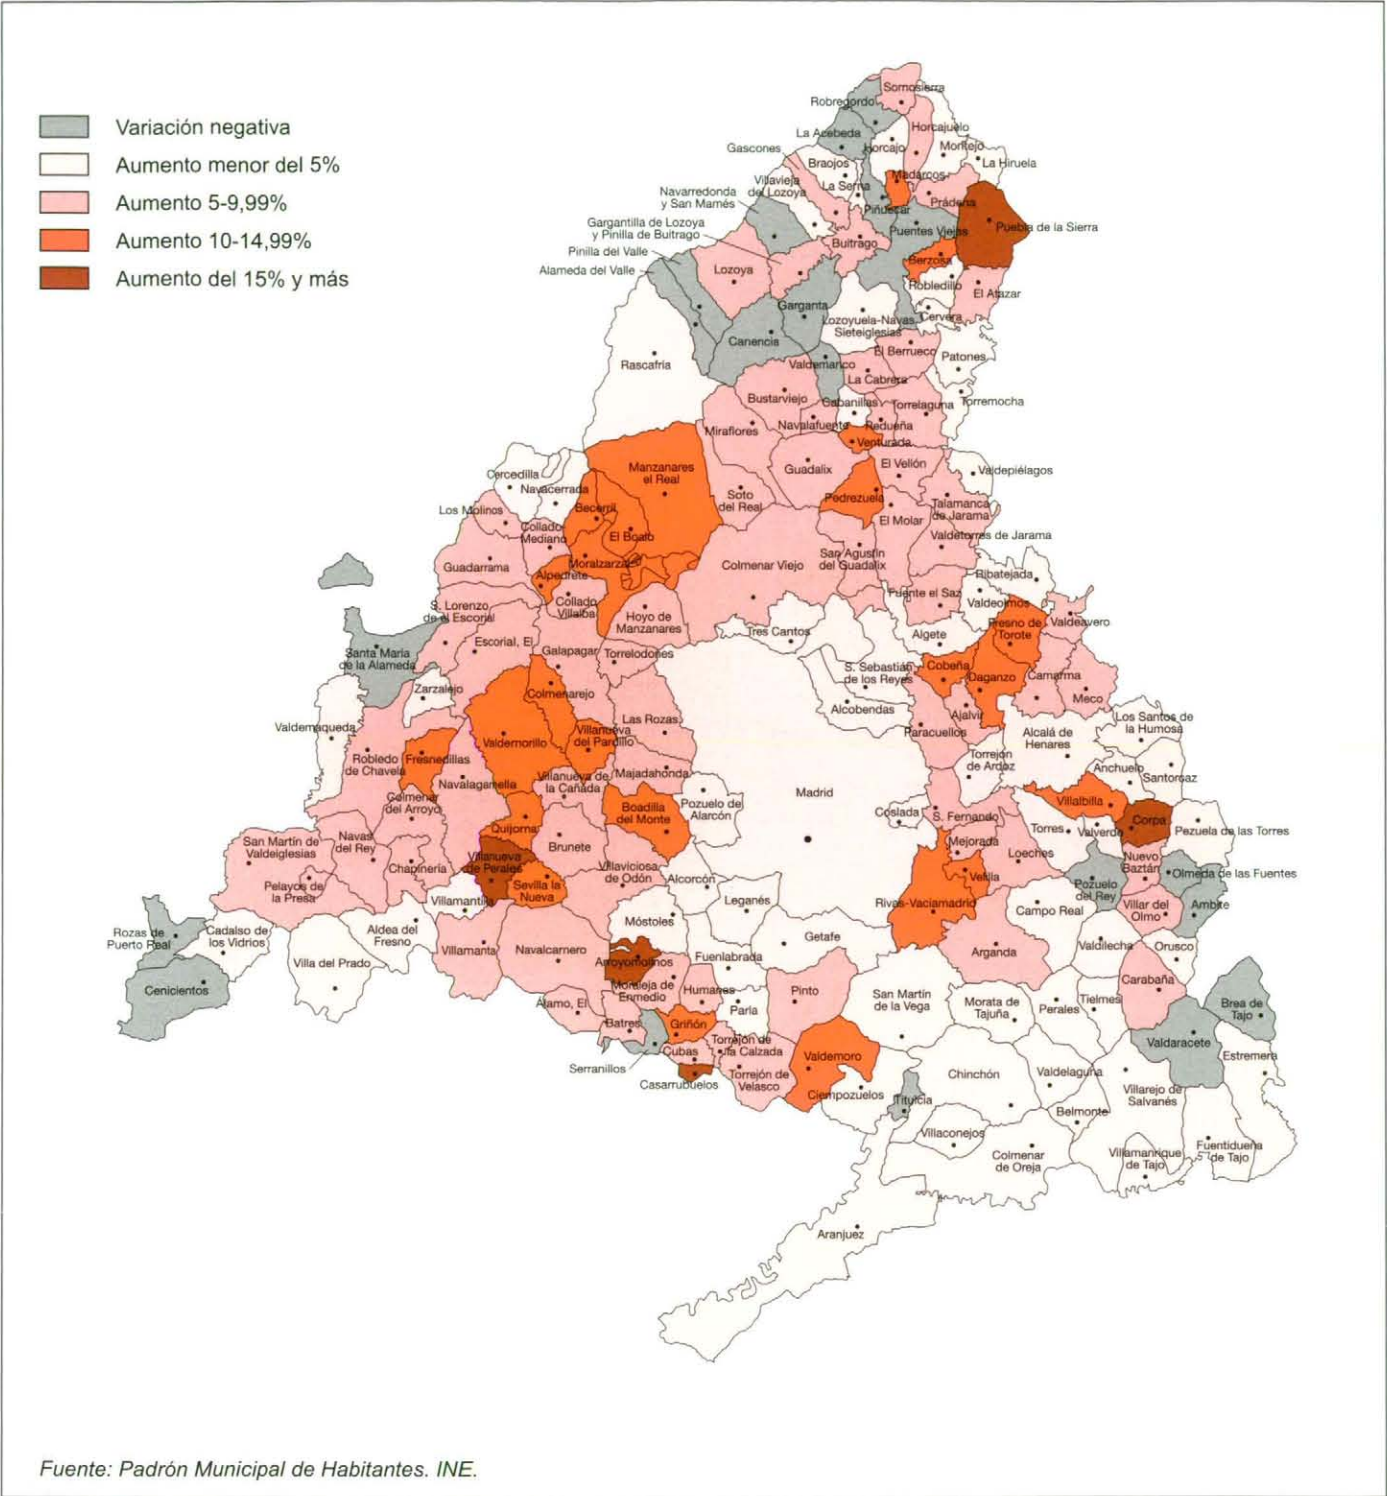 Variación negativa
Aumento menor del 5%
Aumento 5-9,99%
Aumento 10-14,99%
Aumento del 15% y más
Somosierra
Robregordo
Horcajuelo
La Acebeda
Horcajo
Montejo
Gascones
Braojos
La Hiruela
Madarcos
Villavieja
del Lozoya
La Serna
Navarredonda
y San Mamés
Prádena
Piñuécar
Gargantilla de Lozoya
y Pinilla de Buitrago
Puentes Viejas
Puebla de la Sierra
Buitrago
Pinilla del Valle
Berzosa
Alameda del Valle
Lozoya
Robledillo
El Atazar
Garganta
Cervera
Lozoyuela-Navas
Sieteiglesias
Canencia
El Berrueco
Patones
Rascafría
Valdemanco
La Cabrera
Bustarviejo
Cabanillas
Torrelaguna
Torremocha
Miraflores
Navalafuente
Redueña
Venturada
Manzanares
el Real
Guadalix
El Vellón
Valdepiélagos
Cercedilla
Navacerrada
Soto
del Real
Pedrezuela
Talamanca
de Jarama
Los Molinos
Becerril
El Molar
Collado
Mediano
El Boalo
Valdetorres de Jarama
Guadarrama
Moralzarzal
Colmenar Viejo
San Agustín
del Guadalix
Alpedrete
Ribatejada
Collado
Villalba
Fuente el Saz
Valdeolmos
S. Lorenzo
de el Escorial
Hoyo de
Manzanares
Fresno de
Torote
Valdeavero
Tres Cantos
Algete
Escorial, El
Galapagar
Torrelodones
Santa María
de la Alameda
S. Sebastián
de los Reyes
Cobeña
Daganzo
Camarma
Zarzalejo
Colmenarejo
Meco
Alcobendas
Ajalvir
Valdemaqueda
Las Rozas
Los Santos de
la Humosa
Valdemorillo
Villanueva
del Pardillo
Paracuellos
Alcalá de
Henares
Robledo
de Chavela
Fresnedillas
Torrejón
de Ardoz
Anchuelo
Santorcaz
Navalagamella
Villanueva de
la Cañada
Majadahonda
Colmenar
del Arroyo
Madrid
Boadilla
del Monte
Pozuelo de
Alarcón
Villalbilla
Coslada
S. Fernando
Corpa
Quijorna
Torres
Valverde
Pezuela de las Torres
San Martín de
Valdeiglesias
Navas
del Rey
Brunete
Mejorada
Loeches
Villanueva
de Perales
Nuevo
Baztán
Chapinería
Villaviciosa
de Odón
Velilla
Olmeda de las Fuentes
Pelayos de
la Presa
Sevilla la
Nueva
Alcorcón
Pozuelo
del Rey
Villamantilla
Leganés
Rivas-Vaciamadrid
Campo Real
Villar del
Olmo
Ambite
Móstoles
Rozas de
Puerto Real
Cadalso de
los Vidrios
Aldea del
Fresno
Getafe
Valdilecha
Orusco
Villamanta
Navalcarnero
Arganda
Villa del Prado
Arroyomolinos
Fuenlabrada
Cenicientos
Moraleja de
Enmedio
Humanes
Pinto
Carabaña
Álamo, El
Parla
San Martín
de la Vega
Morata de
Tajuña
Perales
Tielmes
Brea de
Tajo
Batres
Griñón
Valdaracete
Torrejón de
la Calzada
Cubas
Valdemoro
Estremera
Serranillos
Casarrubuelos
Torrejón de
Velasco
Chinchón
Valdelaguna
Ciempozuelos
Titulcia
Villarejo de
Salvanés
Belmonte
Villaconejos
Colmenar
de Oreja
Villamanrique
de Tajo
Fuentidueña
de Tajo
Aranjuez
Fuente: Padrón Municipal de Habitantes. INE.